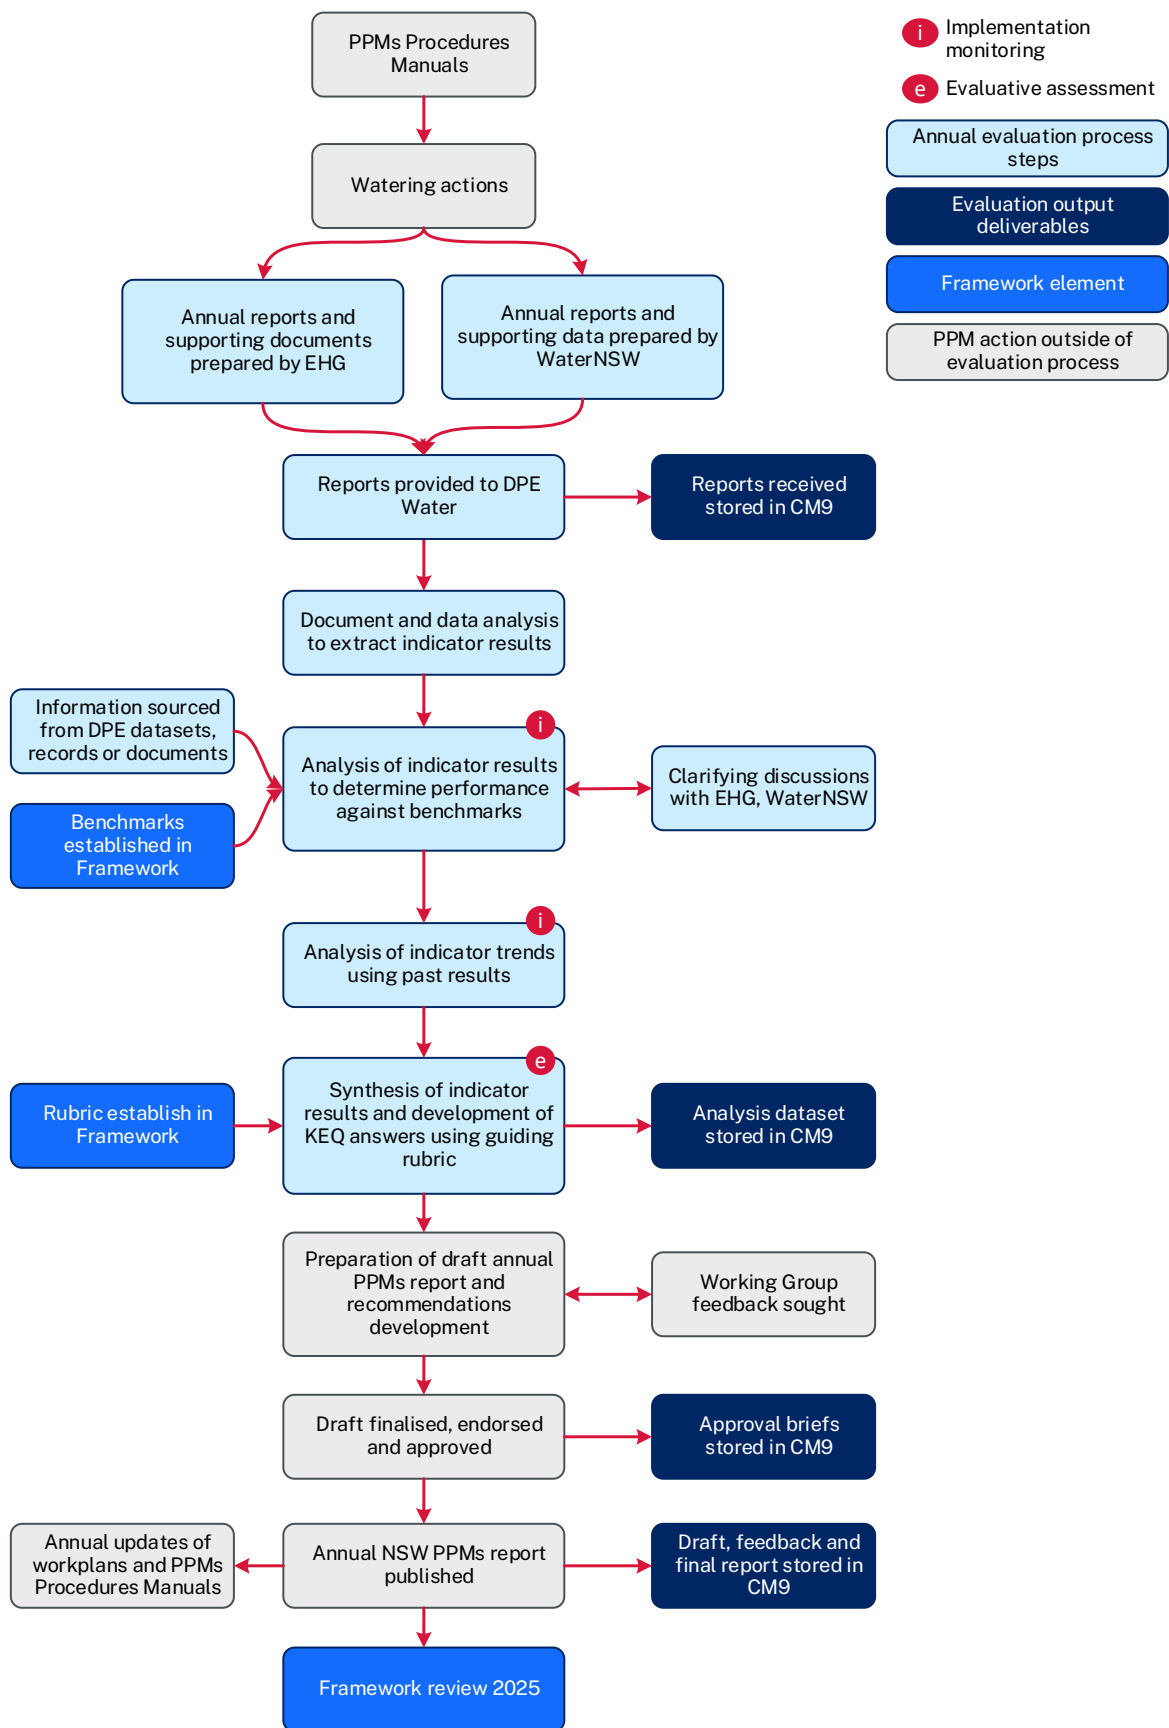 PPMs Procedures
Manuals
i
Implementation
monitoring
e
Evaluative assessment
Annual evaluation process
steps
Evaluation output
deliverables
Framework element
PPM action outside of
evaluation process
Watering actions
Annual reports and
supporting documents
prepared by EHG
Annual reports and
supporting data prepared by
WaterNSW
Reports provided to DPE
Water
Reports received
stored in CM9
Document and data analysis
to extract indicator results
Information sourced
from DPE datasets,
records or documents
Benchmarks
established in
Framework
i
Analysis of indicator results
to determine performance
against benchmarks
Clarifying discussions
with EHG, WaterNSW
i
Analysis of indicator trends
using past results
Rubric establish in
Framework
e
Synthesis of indicator
results and development of
KEQ answers using guiding
rubric
Analysis dataset
stored in CM9
Preparation of draft annual
PPMs report and
recommendations
development
Working Group
feedback sought
Draft finalised, endorsed
and approved
Approval briefs
stored in CM9
Annual updates of
workplans and PPMs
Procedures Manuals
Annual NSW PPMs report
published
Draft, feedback and
final report stored in
CM9
Framework review 2025